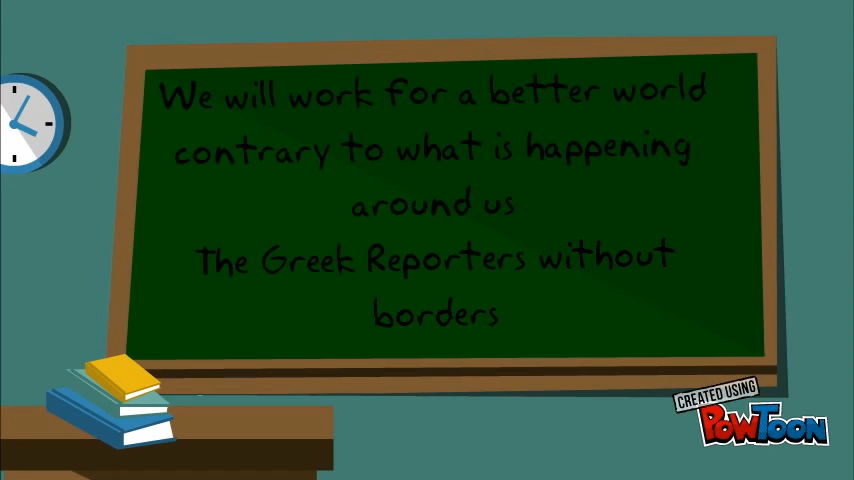 We will work for a better world
contrary to what is happening
around us
The Greek Reporters without
borders
CREATED USING
POWTOON